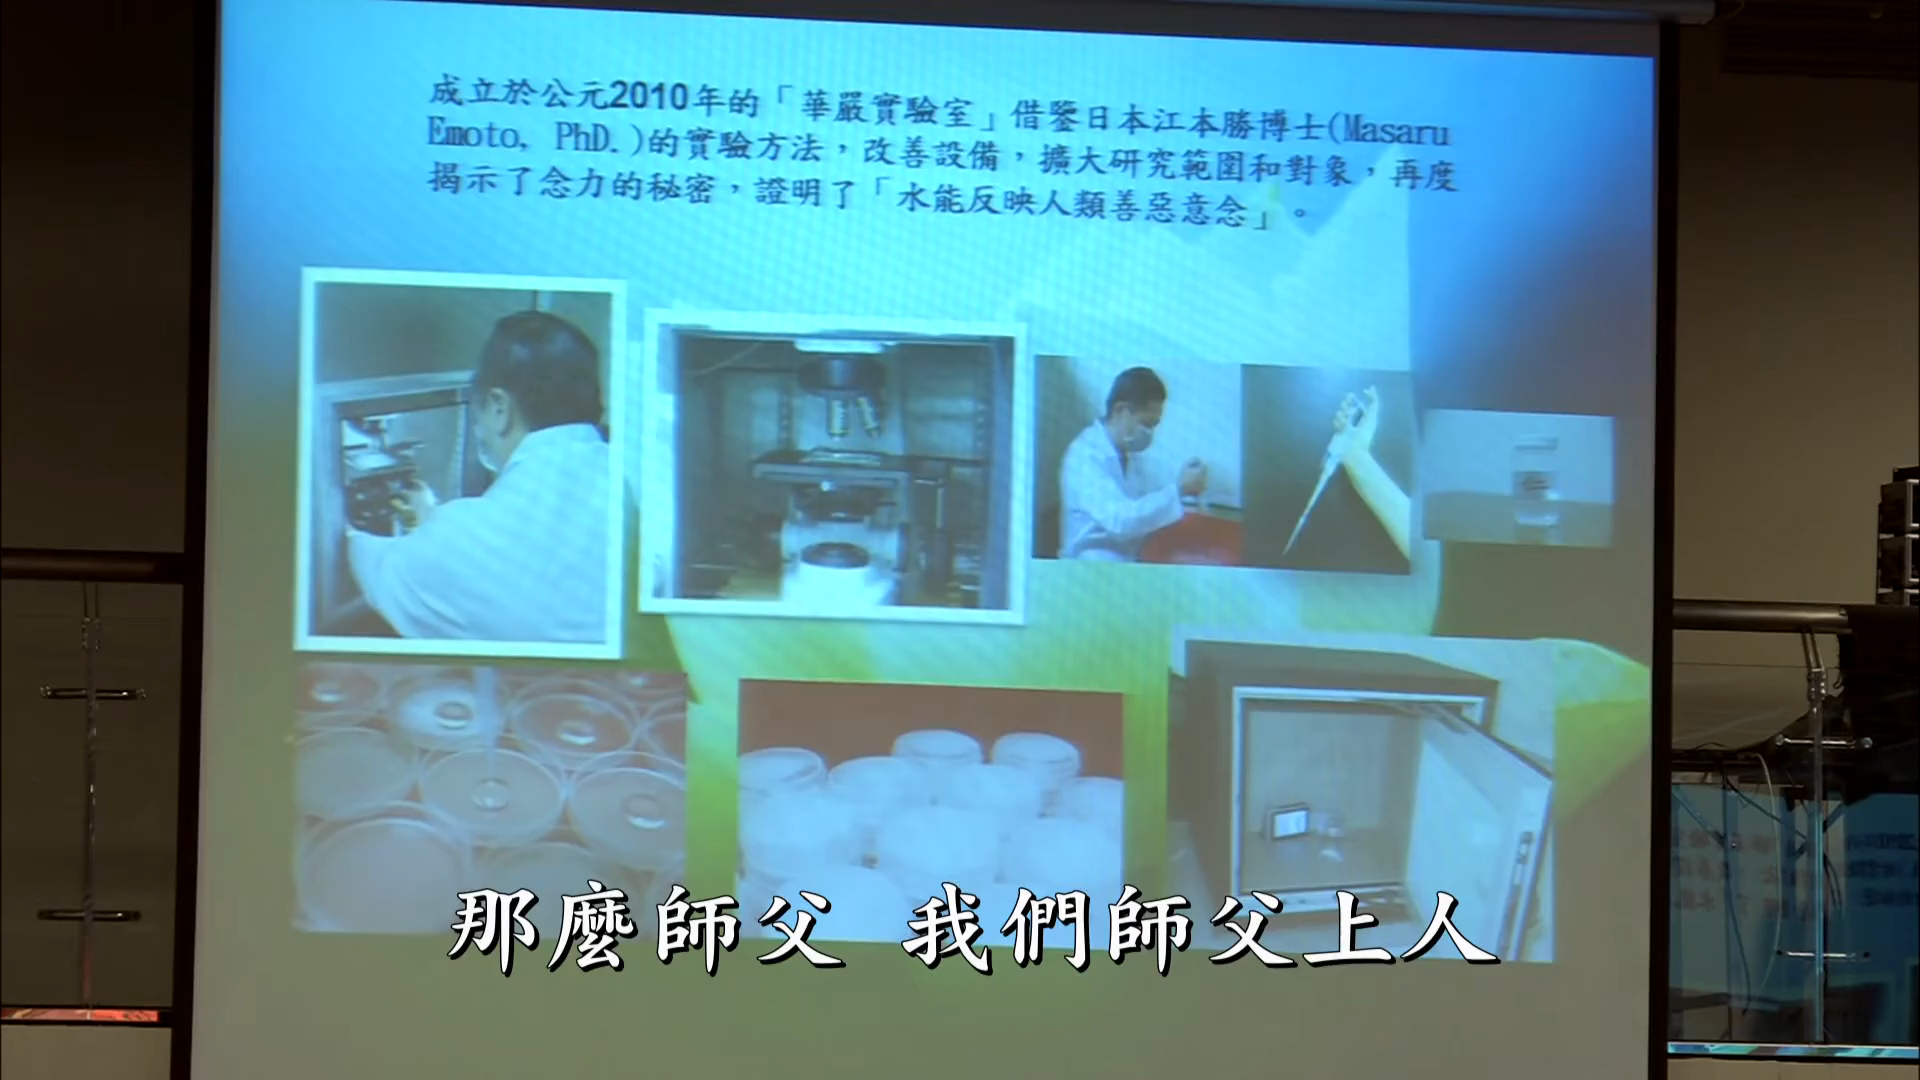 成立於公元2010年的「華嚴實驗室」借鑒日本江本勝博士(Masaru
Emoto, PhD.)的實驗方法，改善設備，擴大研究範圍和對象，再度
揭示了念力的秘密，證明了「水能反映人類善惡意念」。
那麼師父 我們師父上人